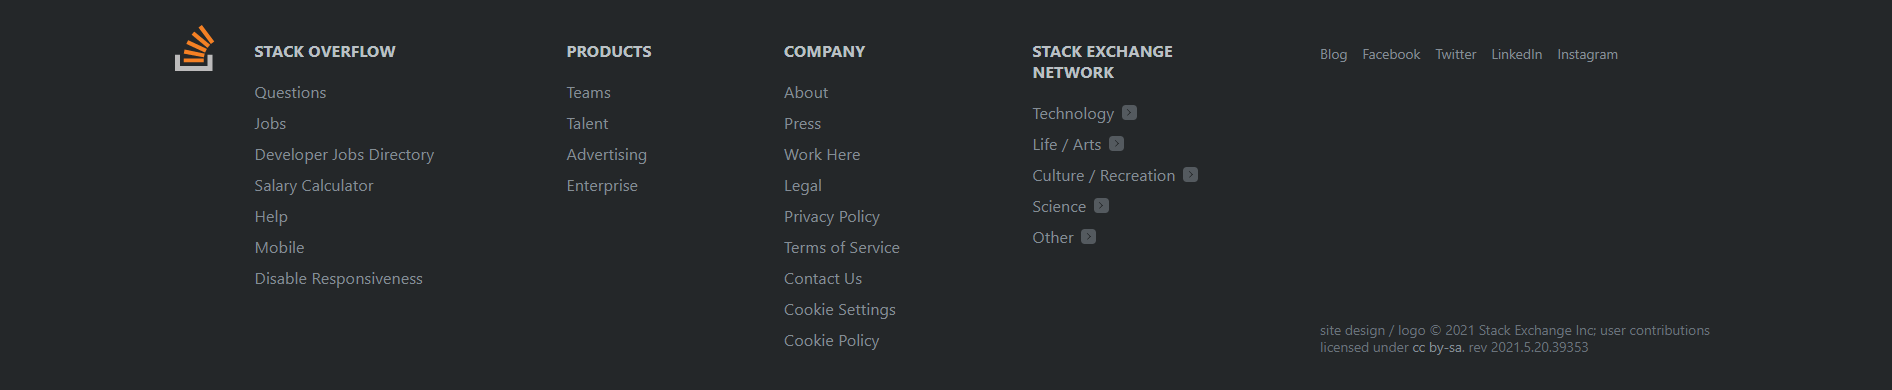 STACK OVERFLOW
Questions
Jobs
Developer Jobs Directory
Salary Calculator
Help
Mobile
Disable Responsiveness
PRODUCTS
Teams
Talent
Advertising
Enterprise
COMPANY
About
Press
Work Here
Legal
Privacy Policy
Terms of Service
Contact Us
Cookie Settings
Cookie Policy
STACK EXCHANGE
NETWORK
Technology
Life / Arts
Culture / Recreation
Science
Other
Blog Facebook Twitter LinkedIn Instagram
site design / logo © 2021 Stack Exchange Inc; user contributions
licensed under cc by-sa. rev 2021.5.20.39353